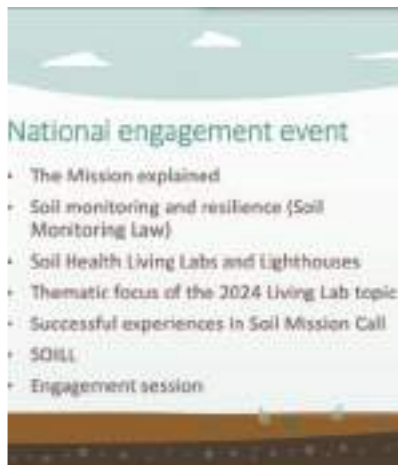 National engagement event
• The Mission explained
• Soil monitoring and resilience (Soil
Monitoring Law)
• Soil Health Living Labs and Lighthouses
• Thematic focus of the 2024 Living Lab topic
• Successful experiences in Soil Mission Call
• SOILL
• Engagement session